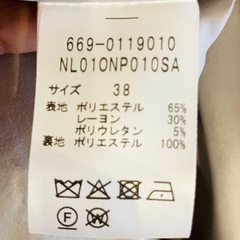 669-0119010
NL010NP010SA
サイズ 38
表地 ポリエステル 65%
レーヨン 30%
ポリウレタン 5%
裏地 ポリエステル 100%
F W